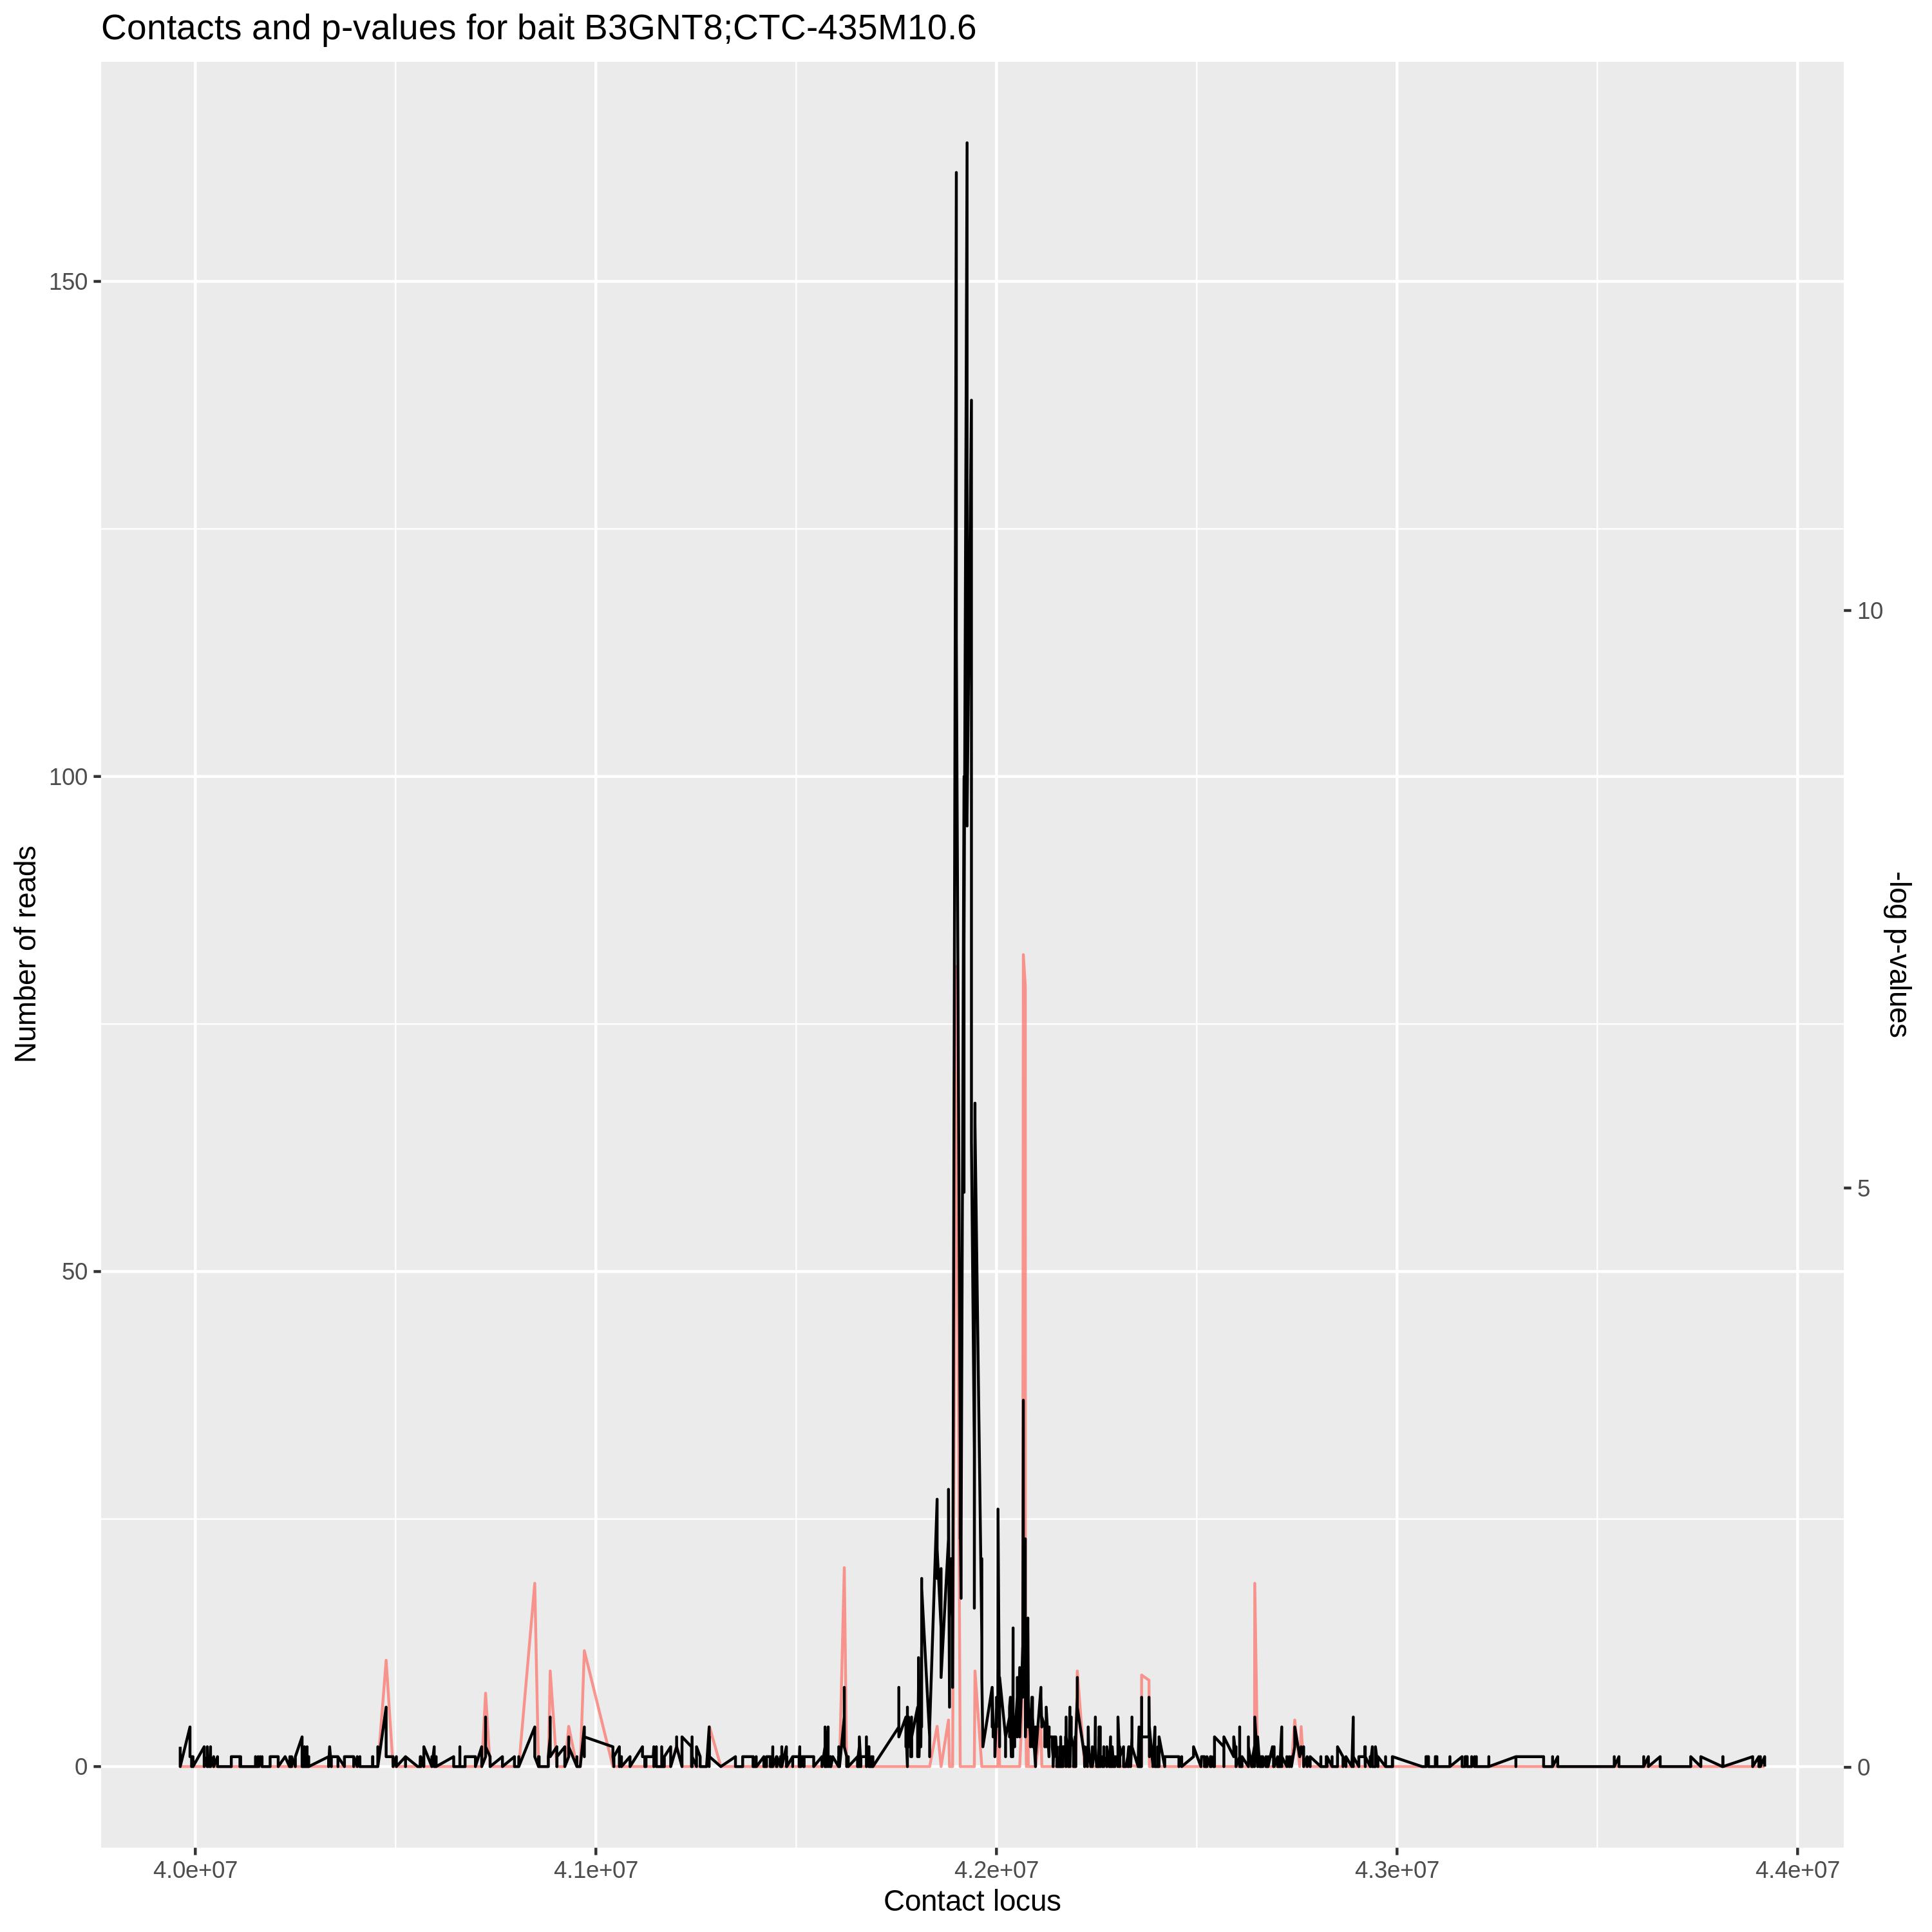 Contacts and p-values for bait B3GNT8;CTC-435M10.6
150
100
50
0
Number of reads
10
5
0
-log p-values
4.0e+07
4.1e+07
4.2e+07
4.3e+07
4.4e+07
Contact locus